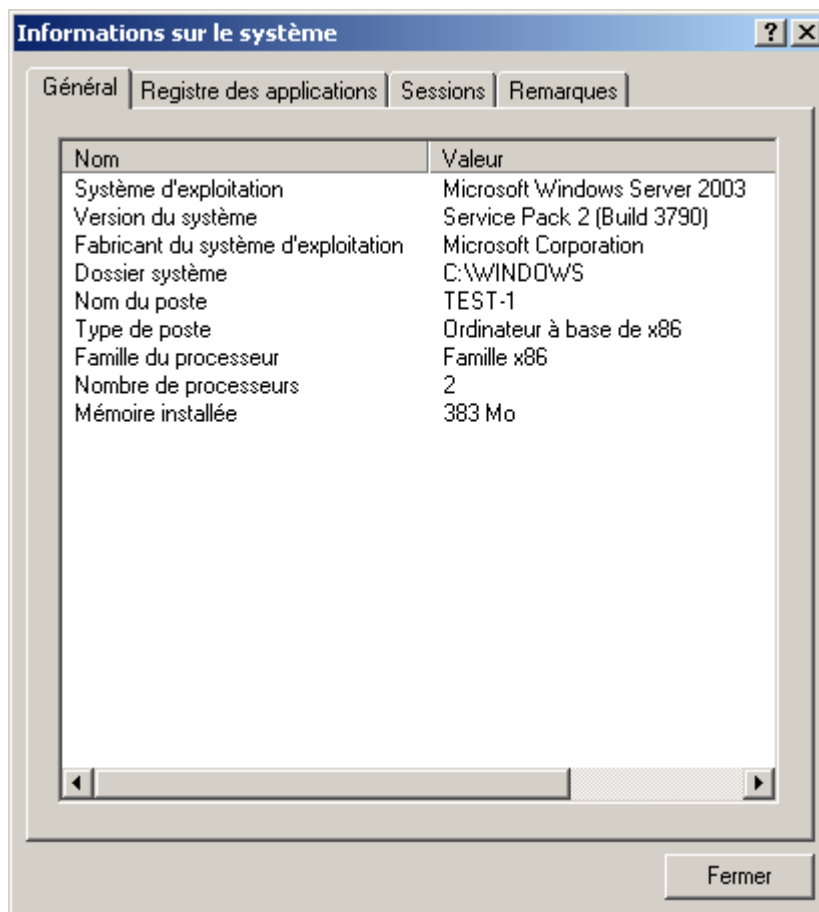 Informations sur le système
Général Registre des applications Sessions Remarques
Nom Valeur
Système d'exploitation Microsoft Windows Server 2003
Version du système Service Pack 2 (Build 3790)
Fabricant du système d'exploitation Microsoft Corporation
Dossier système C:\WINDOWS
Nom du poste TEST-1
Type de poste Ordinateur à base de x86
Famille du processeur Famille x86
Nombre de processeurs 2
Mémoire installée 383 Mo
Fermer